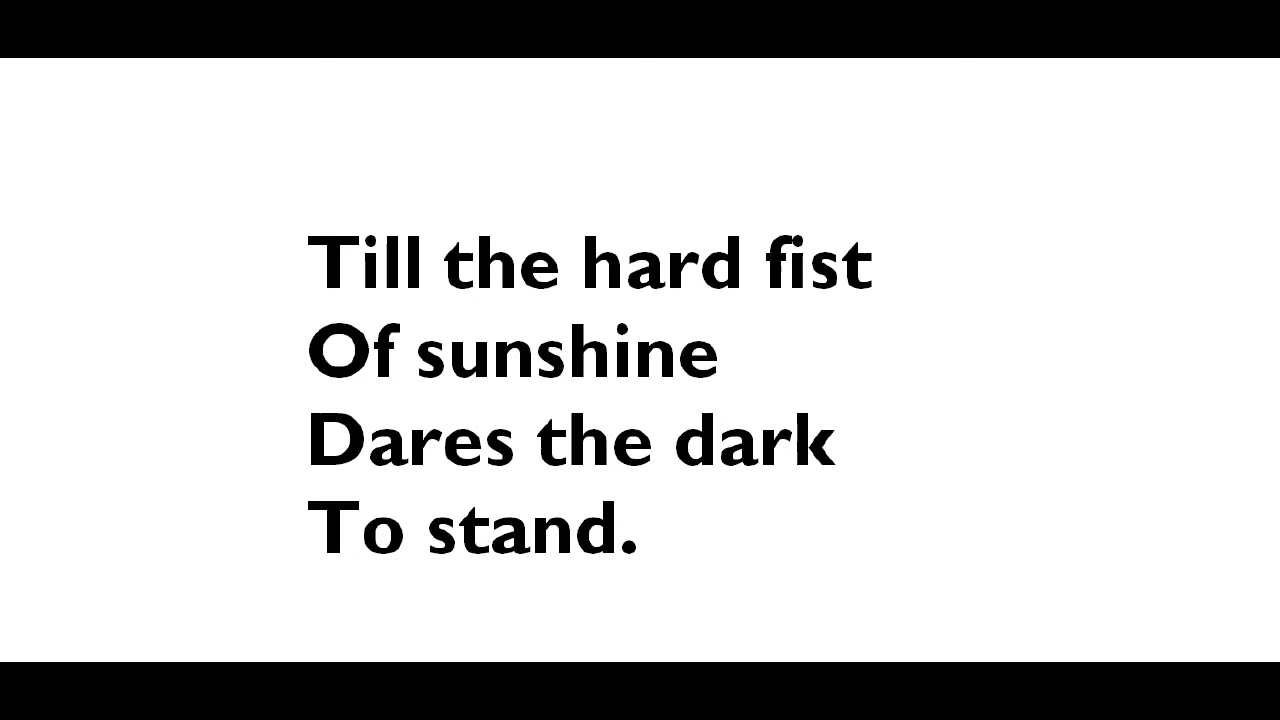 Till the hard fist
Of sunshine
Dares the dark
To stand.